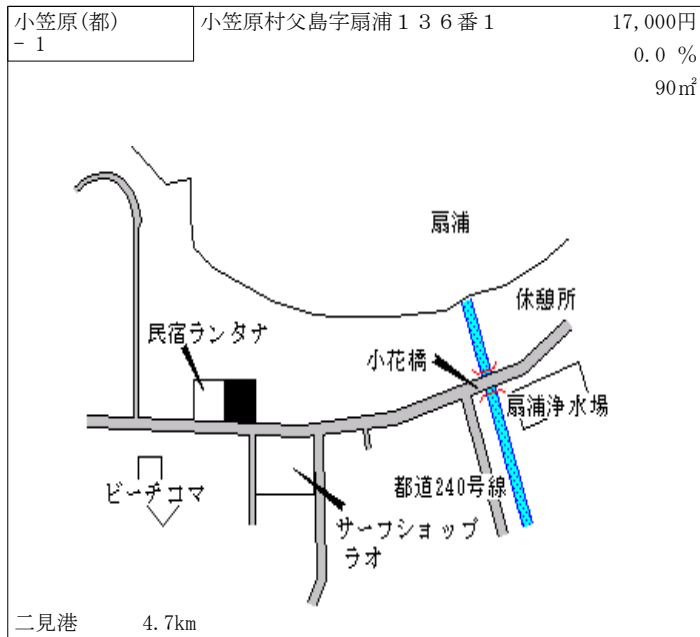 小笠原(都) 小笠原村父島字扇浦１３６番１ 17,000円
－１ 0.0 %
90㎡
扇浦
休憩所
民宿ランタナ
小花橋
扇浦浄水場
都道240号線
ビーチコマ
サーフショップ
ラオ
二見港 4.7km